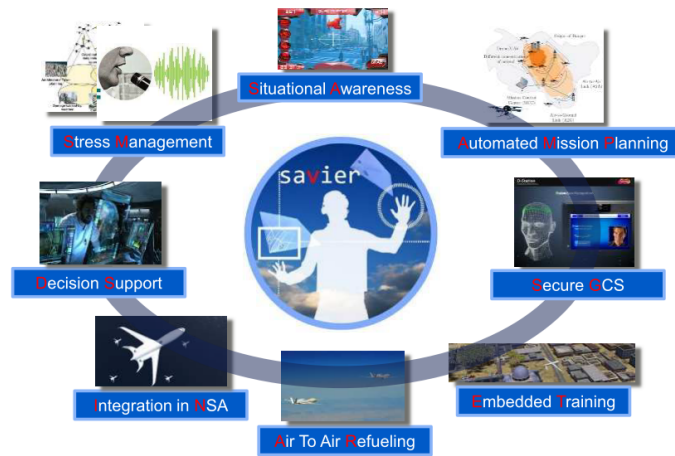 Situational Awareness
Stress Management
Automated Mission Planning
savier
Decision Support
Secure GCS
Integration in NSA
Embedded Training
Air To Air Refueling